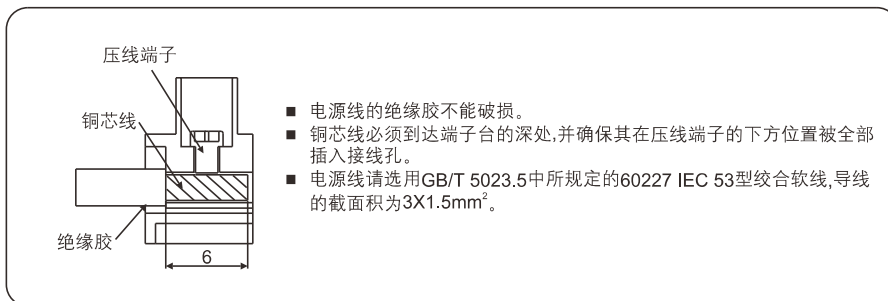 压线端子
铜芯线
绝缘胶
6
■ 电源线的绝缘胶不能破损。
■ 铜芯线必须到达端子台的深处,并确保其在压线端子的下方位置被全部
插入接线孔。
■ 电源线请选用GB/T 5023.5中所规定的60227 IEC 53型绞合软线,导线
的截面积为3X1.5mm²。